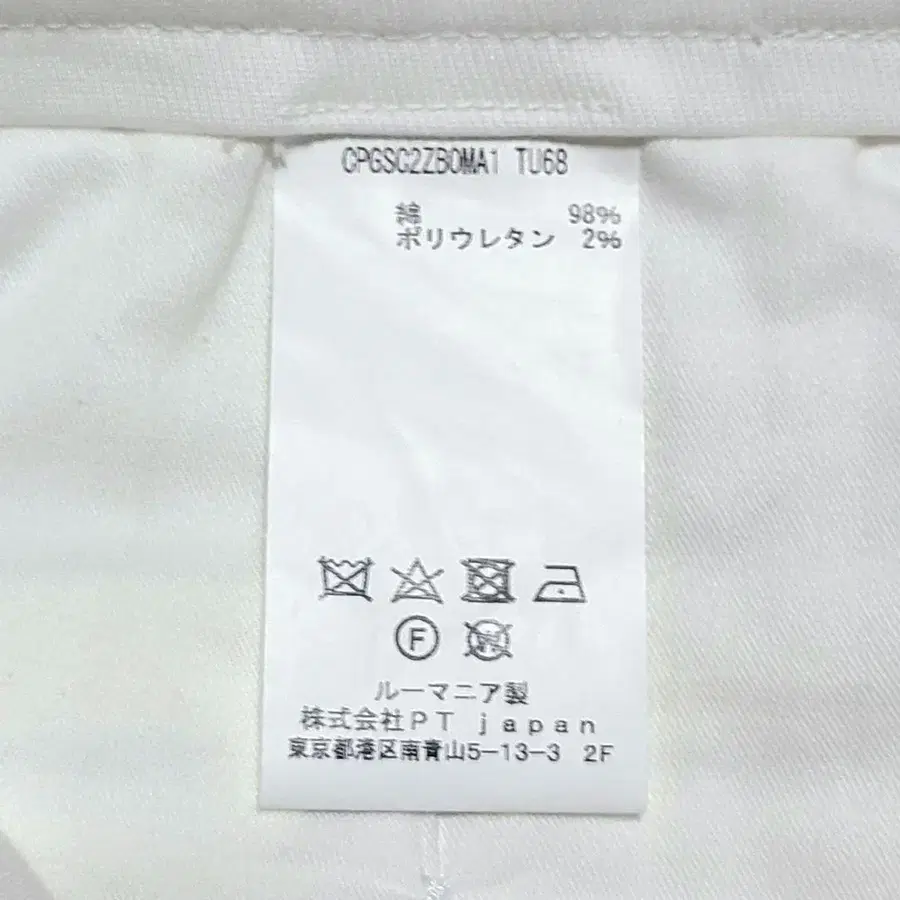 CPGSC2ZB0MA1 TU68
綿 98%
ポリウレタン 2%
F
W
ルーマニア製
株式会社PT japan
東京都港区南青山5-13-3 2F